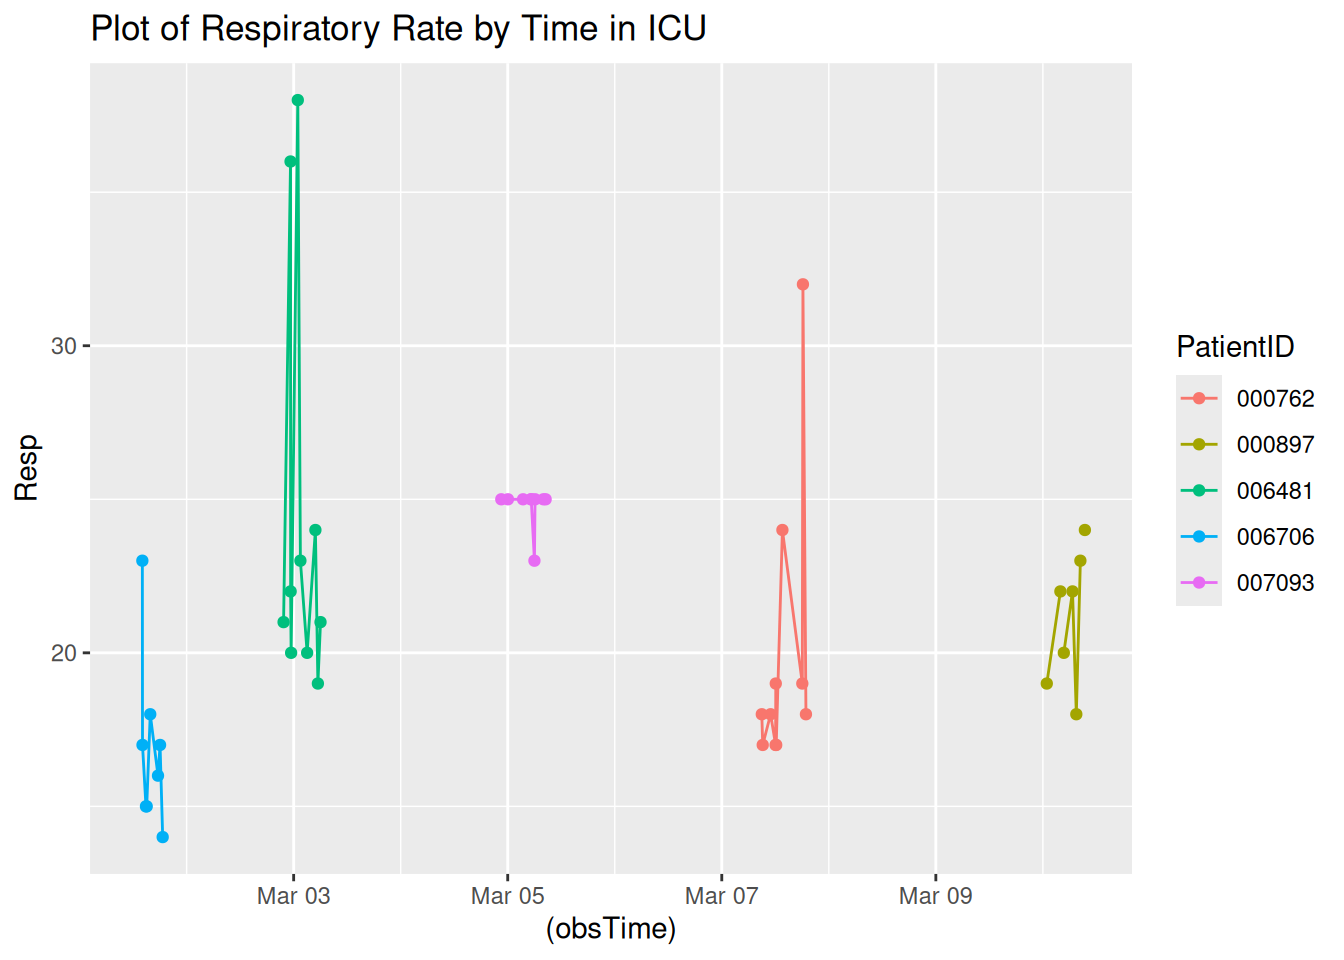 Plot of Respiratory Rate by Time in ICU
Resp
30
20
Mar 03
Mar 05
Mar 07
Mar 09
(obsTime)
PatientID
000762
000897
006481
006706
007093